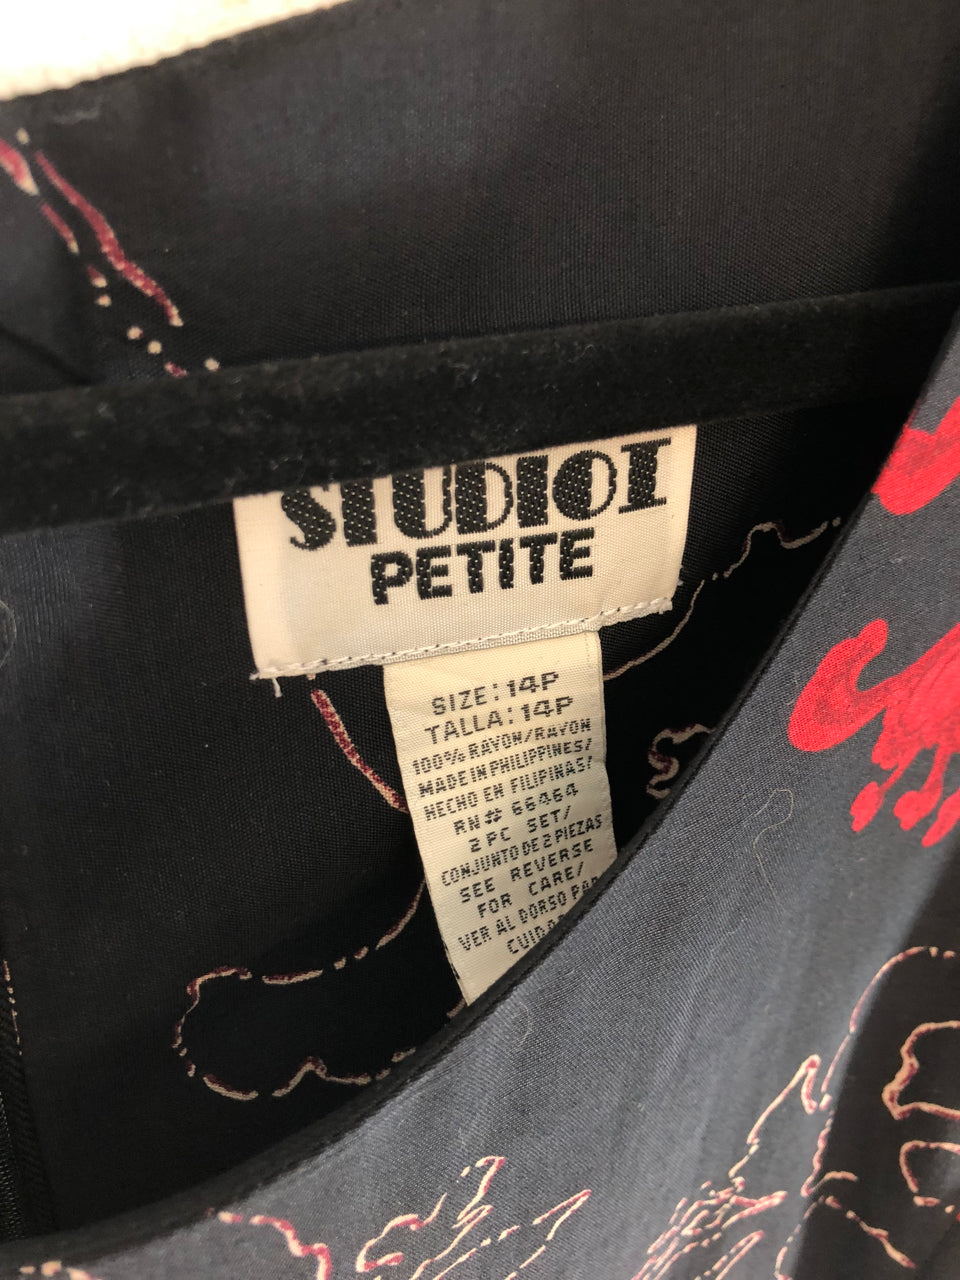 STUDIO I
PETITE
SIZE: 14P
TALLA: 14P
100% RAYON/RAYON
MADE IN PHILIPPINES/
HECHO EN FILIPINAS/
RN# 66464
2 PC SET/
CONJUNTO DE 2 PIEZAS
SEE REVERSE
FOR CARE/
VER AL DORSO